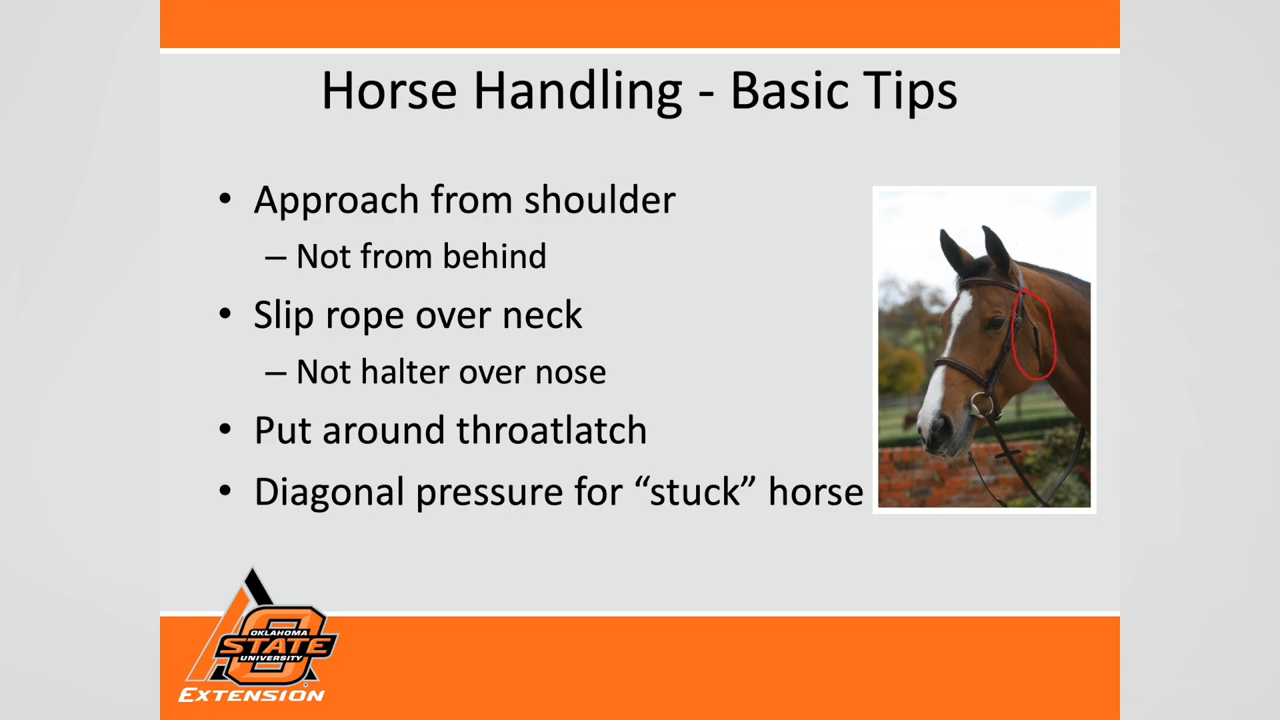 Horse Handling - Basic Tips
• Approach from shoulder
– Not from behind
• Slip rope over neck
– Not halter over nose
• Put around throatlatch
• Diagonal pressure for “stuck” horse
OKLAHOMA
STATE
UNIVERSITY
EXTENSION